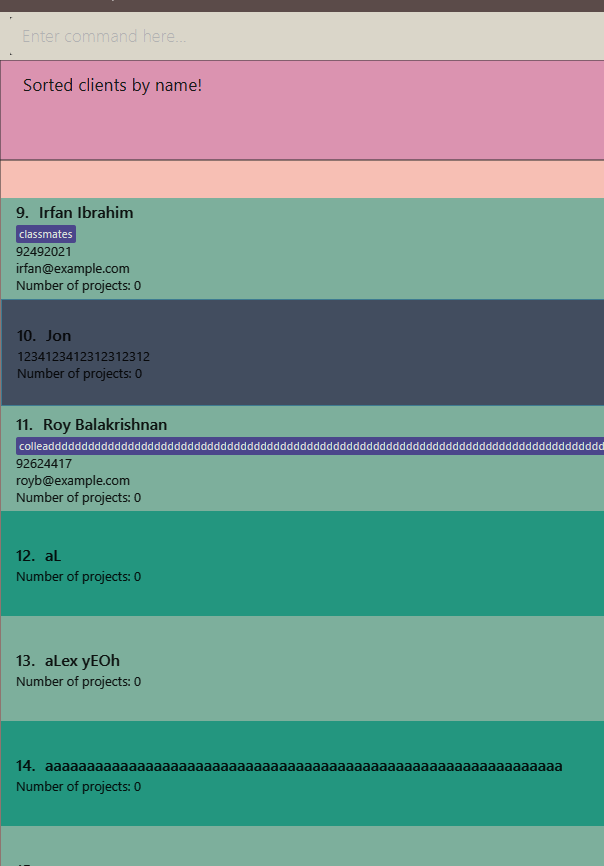 Enter command here...
Sorted clients by name!
9. Irfan Ibrahim
classmates
92492021
irfan@example.com
Number of projects: 0
10. Jon
1234123412312312312
Number of projects: 0
11. Roy Balakrishnan
92624417
royb@example.com
Number of projects: 0
12. aL
Number of projects: 0
13. aLex yEOh
Number of projects: 0
14.
Number of projects: 0